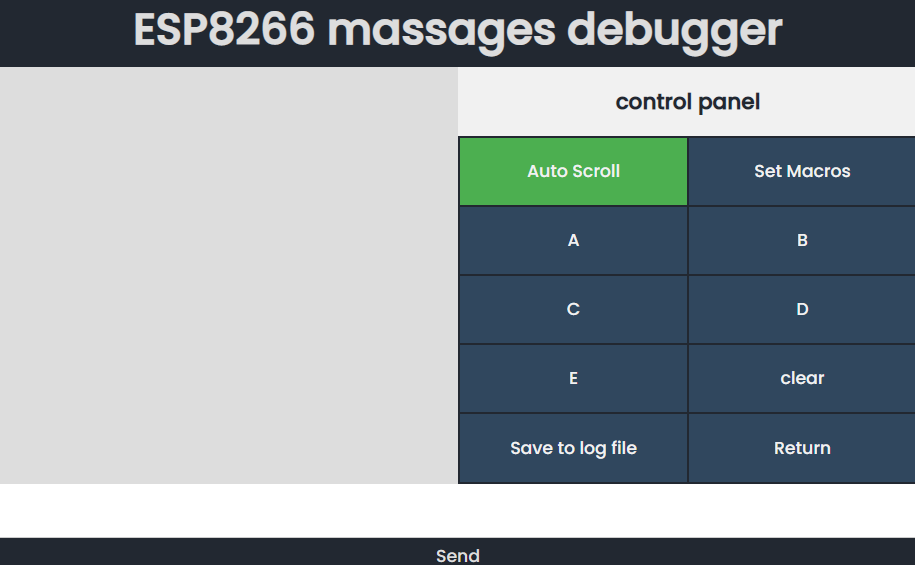 ESP8266 massages debugger
control panel
Auto Scroll
Set Macros
A
B
C
D
E
clear
Save to log file
Return
Send